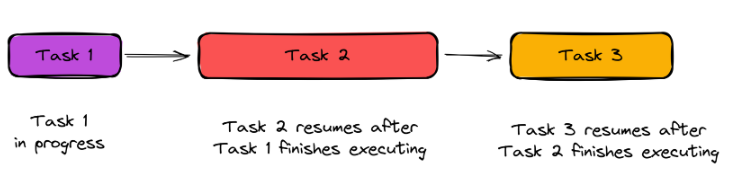 Task 1
Task 2
Task 3
Task 1
in progress
Task 2 resumes after
Task 1 finishes executing
Task 3 resumes after
Task 2 finishes executing